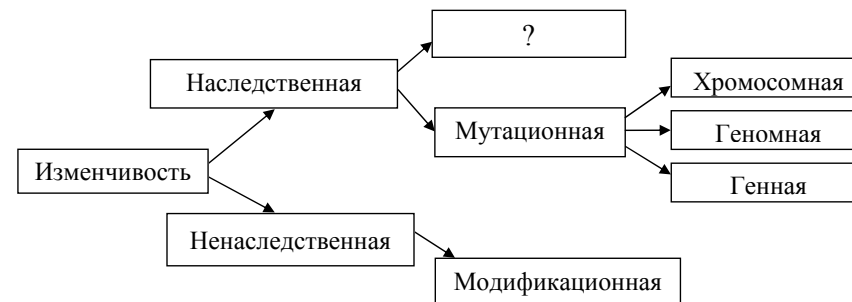 ?
Наследственная
Хромосомная
Мутационная
Геномная
Изменчивость
Генная
Ненаследственная
Модификационная